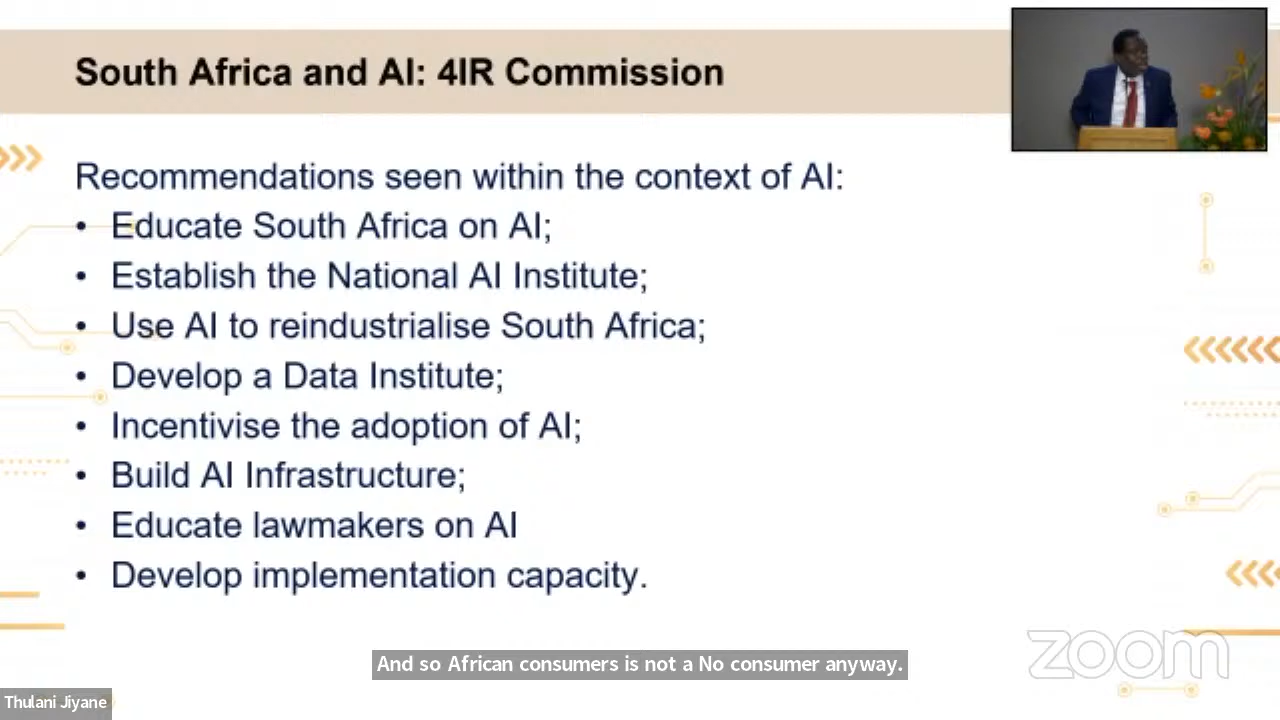 South Africa and AI: 4IR Commission
Recommendations seen within the context of AI:
• Educate South Africa on AI;
• Establish the National AI Institute;
• Use AI to reindustrialise South Africa;
• Develop a Data Institute;
• Incentivise the adoption of AI;
• Build AI Infrastructure;
• Educate lawmakers on AI
• Develop implementation capacity.
zoom
And so African consumers is not a No consumer anyway.
Thulani Jiyane